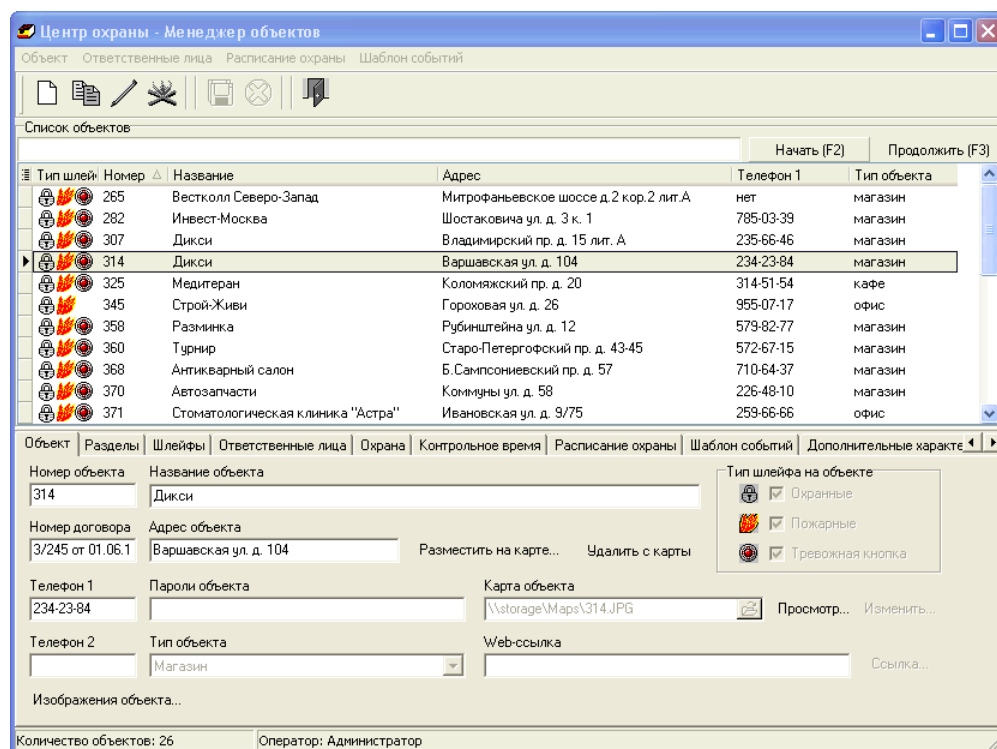 Центр охраны - Менеджер объектов
Объект Ответственные лица Расписание охраны Шаблон событий
Список объектов
Начать (F2) Продолжить (F3)
Тип шлей Номер Название Адрес Телефон 1 Тип объекта
265 Вестколл Северо-Запад Митрофаньевское шоссе д.2 кор.2 лит.А нет магазин
282 Инвест-Москва Шостаковича ул. д. 3 к. 1 785-03-39 магазин
307 Дикси Владимирский пр. д. 15 лит. А 235-66-46 магазин
314 Дикси Варшавская ул. д. 104 234-23-84 магазин
325 Медитеран Коломяжский пр. д. 20 314-51-54 кафе
345 Строй-Живи Гороховая ул. д. 26 955-07-17 офис
358 Разминка Рубинштейна ул. д. 12 579-82-77 магазин
360 Турнир Старо-Петергофский пр. д. 43-45 572-67-15 магазин
368 Антикварный салон Б.Сампсониевский пр. д. 57 710-64-37 магазин
370 Автозапчасти Коммуны ул. д. 58 226-48-10 магазин
371 Стоматологическая клиника "Астра" Ивановская ул. д. 9/75 259-66-66 офис
Объект Разделы Шлейфы Ответственные лица Охрана Контрольное время Расписание охраны Шаблон событий Дополнительные характе
Номер объекта Название объекта Тип шлейфа на объекте
314 Дикси Охранные
Номер договора Адрес объекта Пожарные
3/245 от 01.06.1 Варшавская ул. д. 104 Разместить на карте... Удалить с карты Тревожная кнопка
Телефон 1 Пароли объекта Карта объекта
234-23-84 \\storage\Maps\314.JPG Просмотр... Изменить...
Телефон 2 Тип объекта Web-ссылка
Магазин Ссылка...
Изображения объекта...
Количество объектов: 26 Оператор: Администратор